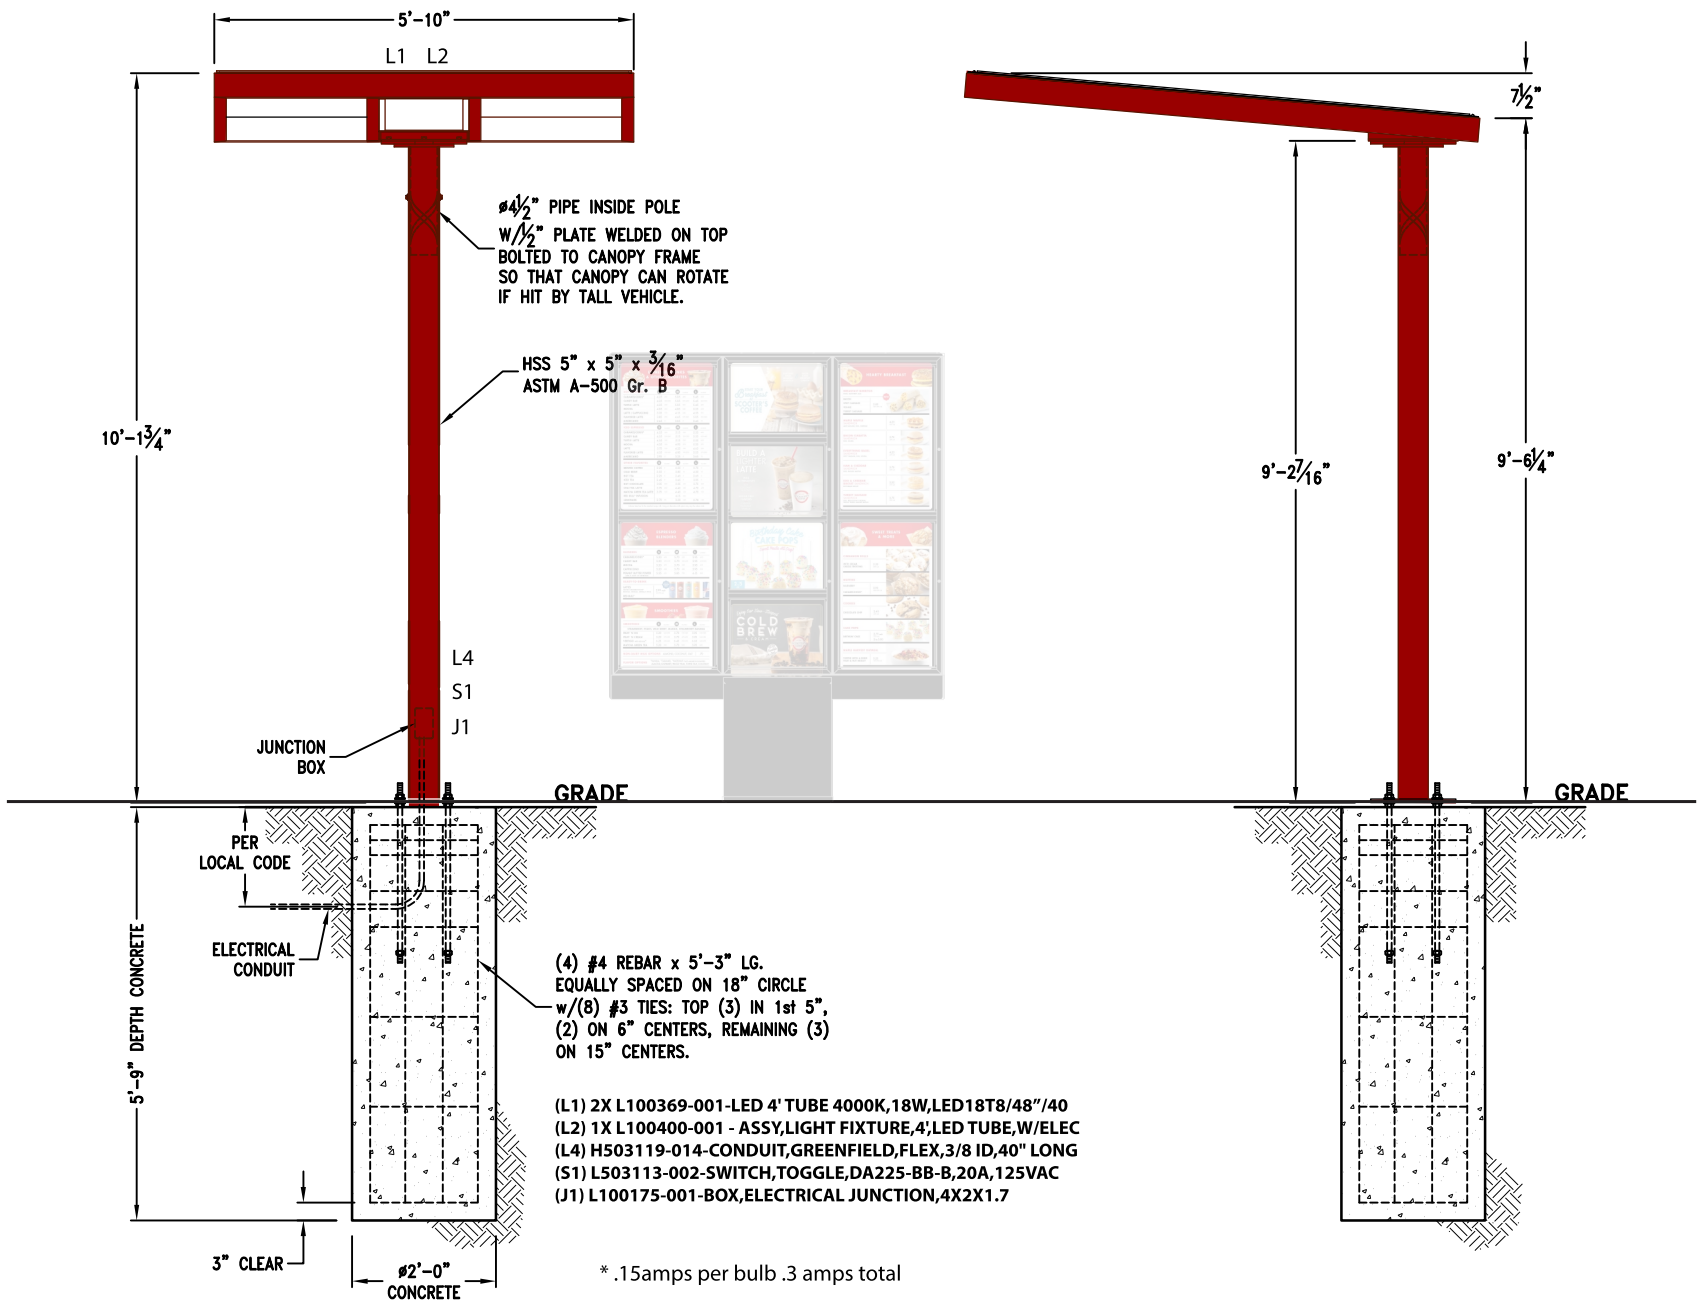 5'-10"
L1 L2
7½"
ø4½" PIPE INSIDE POLE
W/½" PLATE WELDED ON TOP
BOLTED TO CANOPY FRAME
SO THAT CANOPY CAN ROTATE
IF HIT BY TALL VEHICLE.
HSS 5" x 5" x 3/16"
ASTM A-500 Gr. B
10'-1¾"
9'-2 7/16"
9'-6¼"
COLD
BREW
L4
S1
J1
JUNCTION
BOX
GRADE
GRADE
PER
LOCAL CODE
ELECTRICAL
CONDUIT
5'-9" DEPTH CONCRETE
(4) #4 REBAR x 5'-3" LG.
EQUALLY SPACED ON 18" CIRCLE
w/(8) #3 TIES: TOP (3) IN 1st 5",
(2) ON 6" CENTERS, REMAINING (3)
ON 15" CENTERS.
(L1) 2X L100369-001-LED 4' TUBE 4000K,18W,LED18T8/48"/40
(L2) 1X L100400-001 - ASSY,LIGHT FIXTURE,4',LED TUBE,W/ELEC
(L4) H503119-014-CONDUIT,GREENFIELD,FLEX,3/8 ID,40" LONG
(S1) L503113-002-SWITCH,TOGGLE,DA225-BB-B,20A,125VAC
(J1) L100175-001-BOX,ELECTRICAL JUNCTION,4X2X1.7
3" CLEAR
ø2'-0"
CONCRETE
* .15amps per bulb .3 amps total